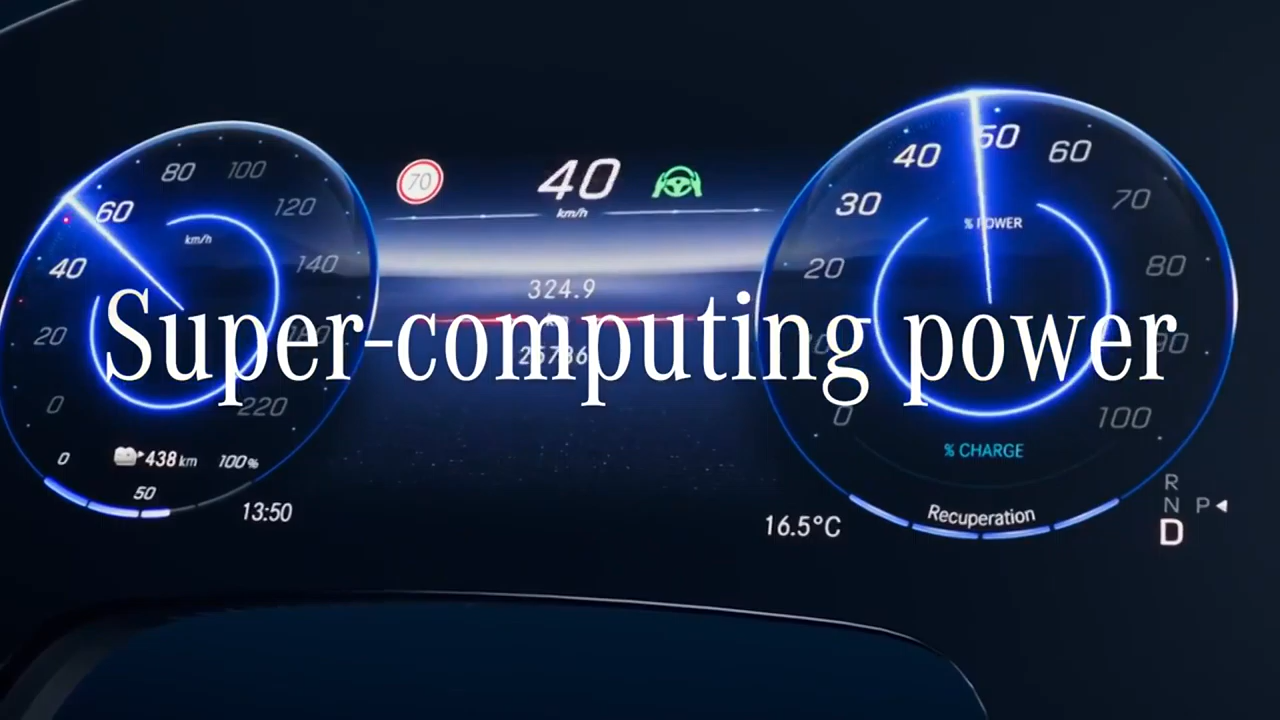 Super-computing power
80 100
60 120
km/h
40 140
20
0 220
0 438 km 100%
50
13:50
70 40
km/h
324.9
40 50 60
30 70
% POWER
20 80
0 100
% CHARGE
Recuperation
16.5°C
R
N P
D